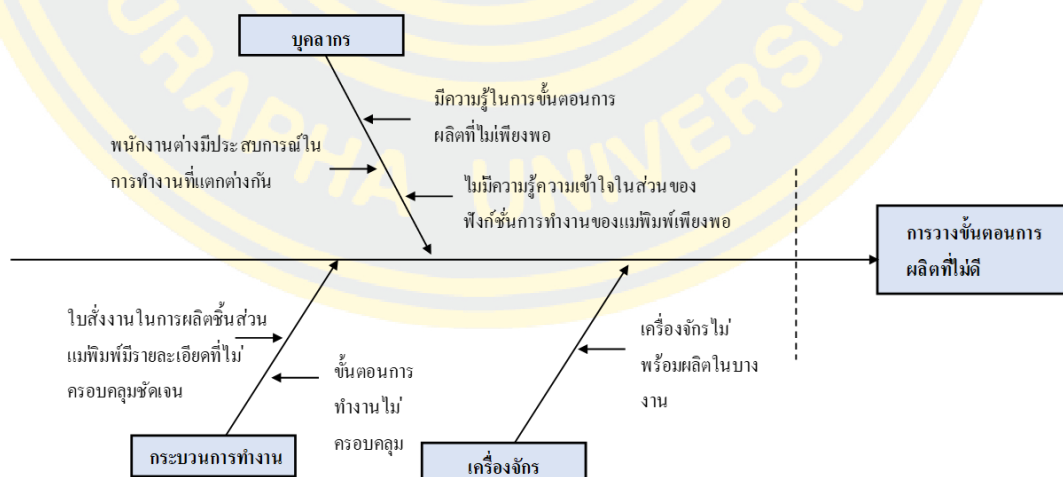 บุคลากร
มีความรู้ในการขั้นตอนการ
ผลิตที่ไม่เพียงพอ
พนักงานต่างมีประสบการณ์ใน
การทำงานที่แตกต่างกัน
ไม่มีความรู้ความเข้าใจในส่วนของ
ฟังก์ชั่นการทำงานของแม่พิมพ์เพียงพอ
การวางขั้นตอนการ
ผลิตที่ไม่ดี
ใบสั่งงานในการผลิตชิ้นส่วน
แม่พิมพ์มีรายละเอียดที่ไม่
ครอบคลุมชัดเจน
ขั้นตอนการ
ทำงานไม่
ครอบคลุม
เครื่องจักรไม่
พร้อมผลิตในบาง
งาน
กระบวนการทำงาน
เครื่องจักร
URAPHA UNIVERSI